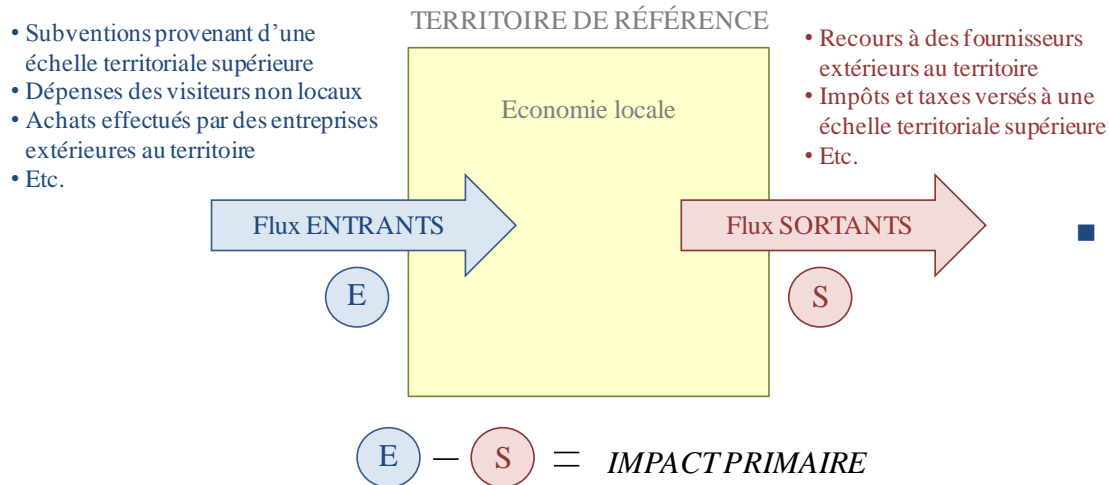 TERRITOIRE DE RÉFÉRENCE
• Subventions provenant d'une
échelle territoriale supérieure
• Dépenses des visiteurs non locaux
• Achats effectués par des entreprises
extérieures au territoire
• Etc.
Economie locale
• Recours à des fournisseurs
extérieurs au territoire
• Impôts et taxes versés à une
échelle territoriale supérieure
• Etc.
Flux ENTRANTS
Flux SORTANTS
E
S
E − S = IMPACT PRIMAIRE